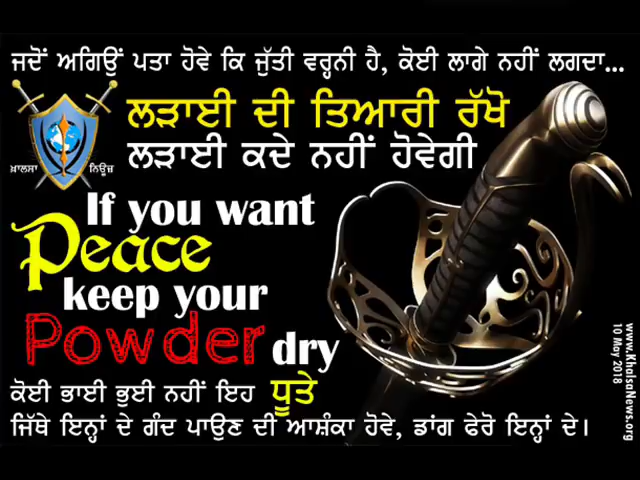 ਜਦੋਂ ਅਗਿਉਂ ਪਤਾ ਹੋਵੇ ਕਿ ਜੁੱਤੀ ਵਰ੍ਹਨੀ ਹੈ, ਕੋਈ ਲਾਗੇ ਨਹੀਂ ਲਗਦਾ...
ਲੜਾਈ ਦੀ ਤਿਆਰੀ ਰੱਖੋ
ਲੜਾਈ ਕਦੇ ਨਹੀਂ ਹੋਵੇਗੀ
ਖ਼ਾਲਸਾ ਨਿਊਜ਼
If you want
Peace
keep your
Powder dry
ਕੋਈ ਭਾਈ ਭੁਈ ਨਹੀਂ ਇਹ ਧੂਤੇ
ਜਿੱਥੇ ਇਨ੍ਹਾਂ ਦੇ ਗੰਦ ਪਾਉਣ ਦੀ ਆਸ਼ੰਕਾ ਹੋਵੇ, ਡਾਂਗ ਫੇਰੋ ਇਨ੍ਹਾਂ ਦੇ।
www.KhalsaNews.org
10 May 2018